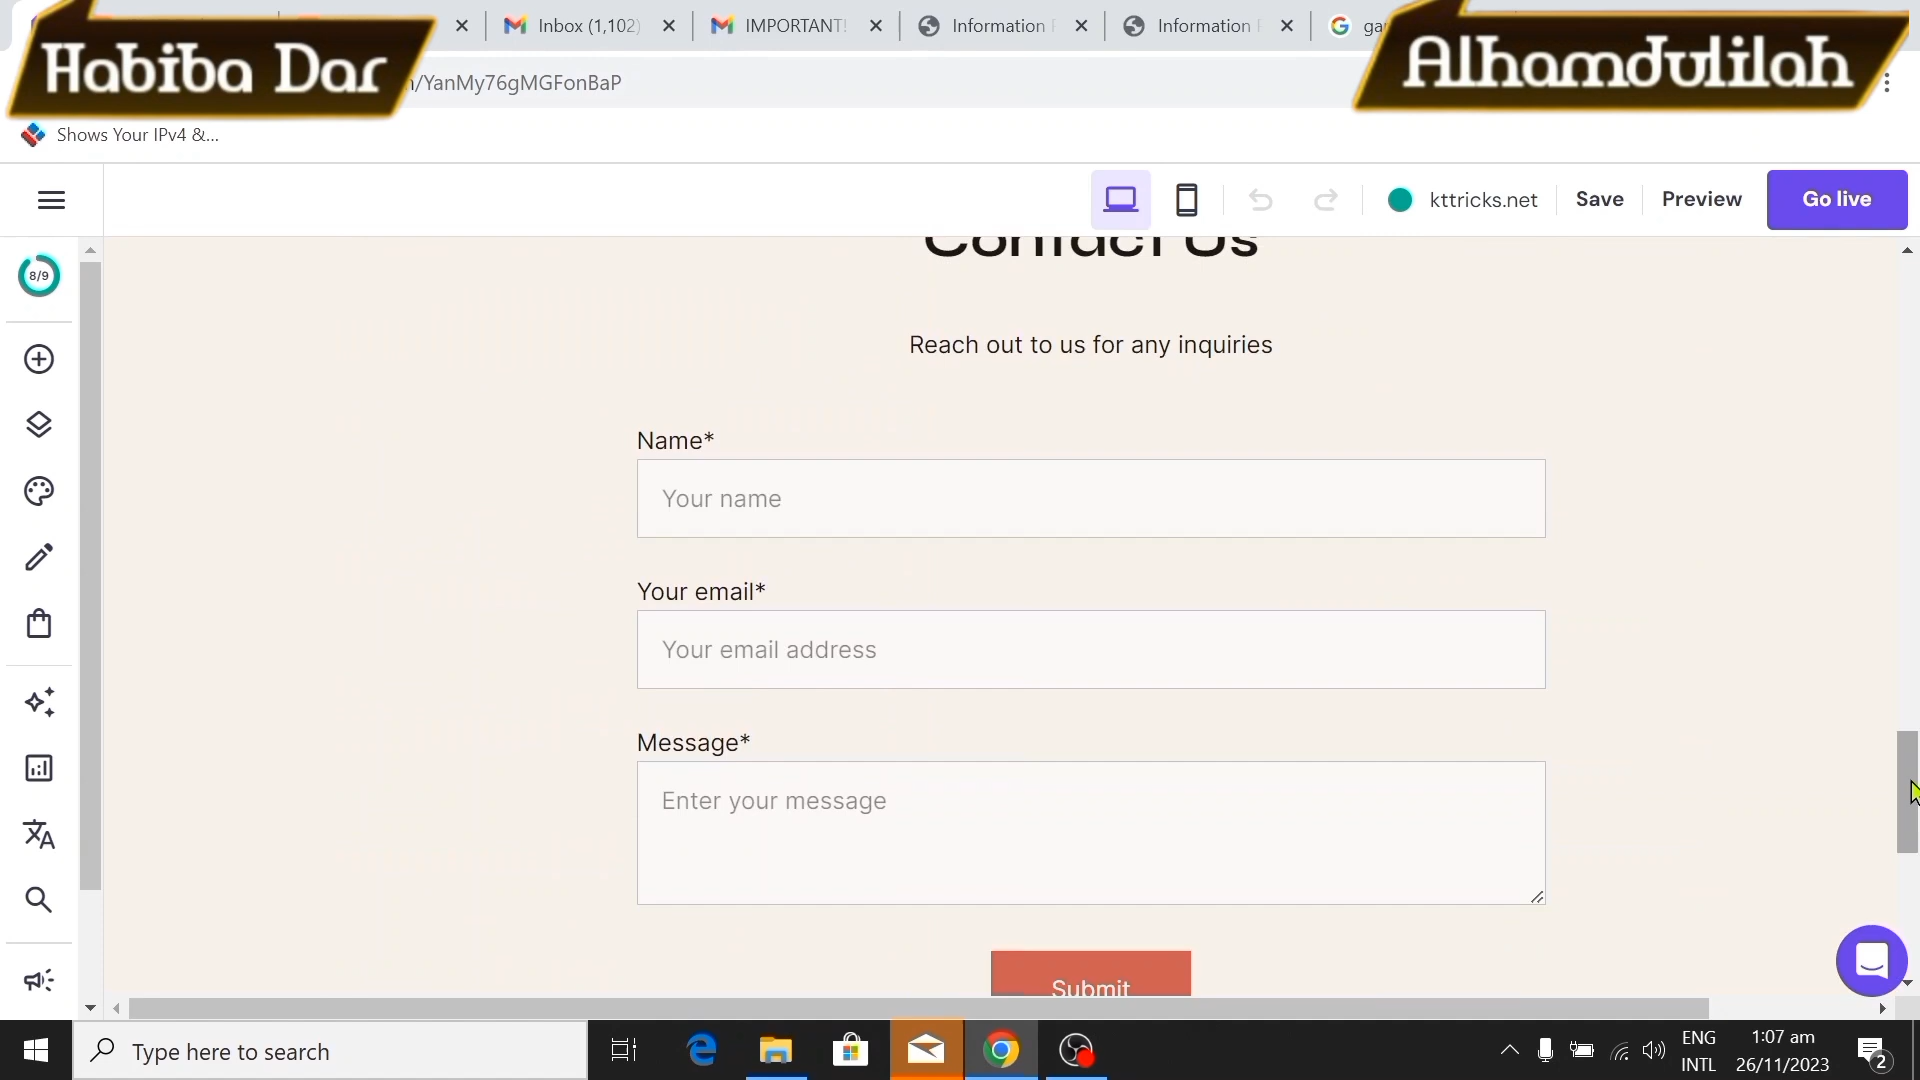 Habiba Dar
Alhamdulilah
Inbox (1,102)
IMPORTANT!
Information
Information
/YanMy76gMGFonBaP
Shows Your IPv4 &...
kttricks.net
Save
Preview
Go live
8/9
Contact Us
Reach out to us for any inquiries
Name*
Your name
Your email*
Your email address
Message*
Enter your message
Submit
Type here to search
ENG
INTL
1:07 am
26/11/2023
2